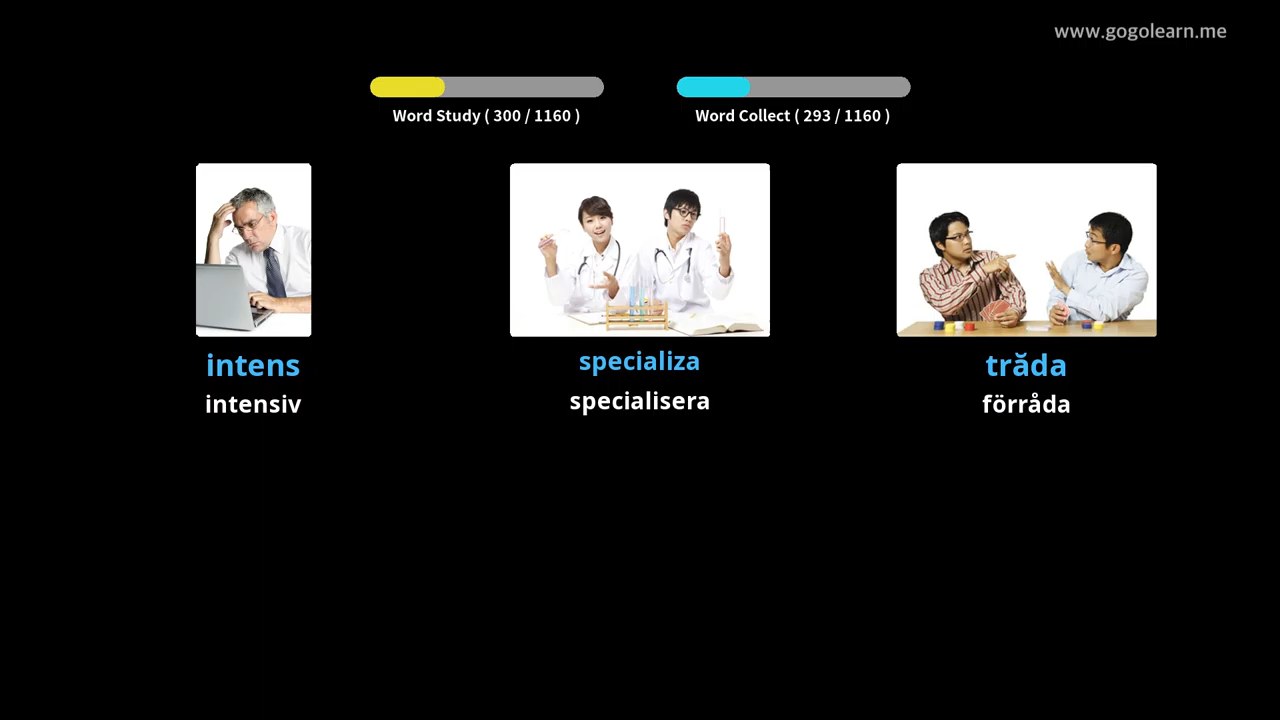 www.gogolearn.me
Word Study ( 300 / 1160 )
Word Collect ( 293 / 1160 )
intens
intensiv
specializa
specialisera
trăda
förråda